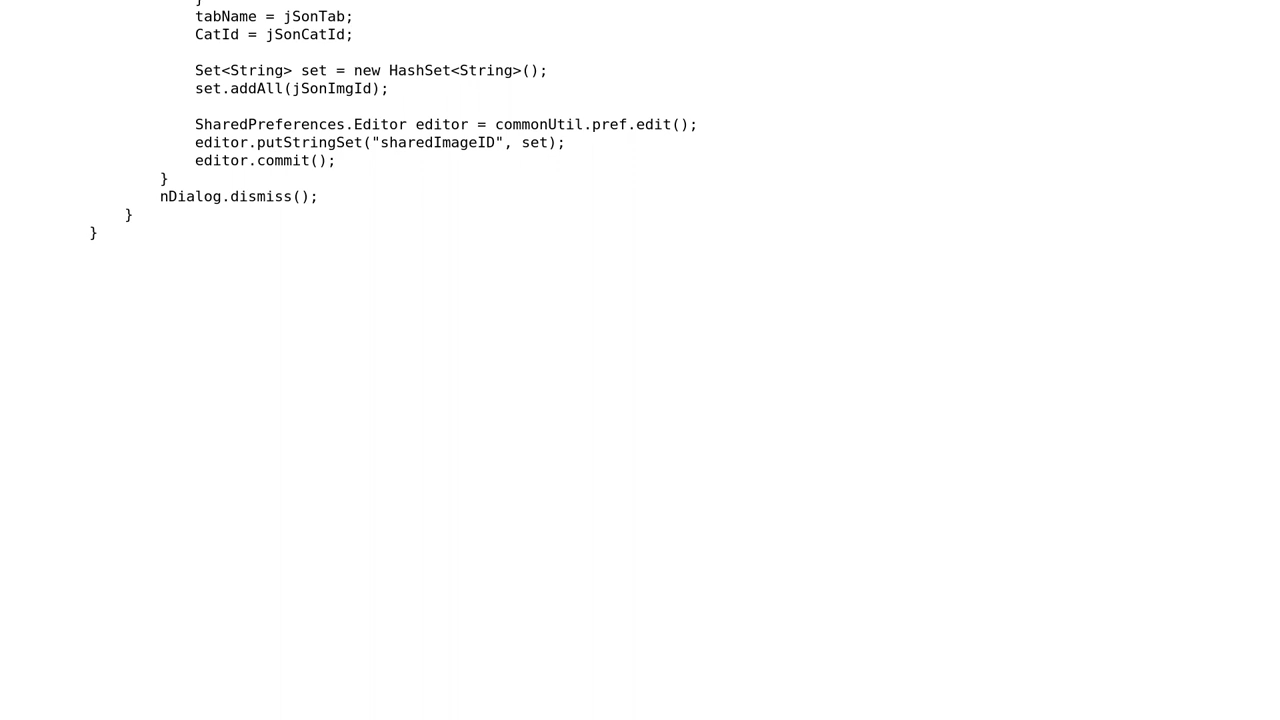 }
tabName = jSonTab;
CatId = jSonCatId;
Set<String> set = new HashSet<String>();
set.addAll(jSonImgId);
SharedPreferences.Editor editor = commonUtil.pref.edit();
editor.putStringSet("sharedImageID", set);
editor.commit();
}
nDialog.dismiss();
}
}